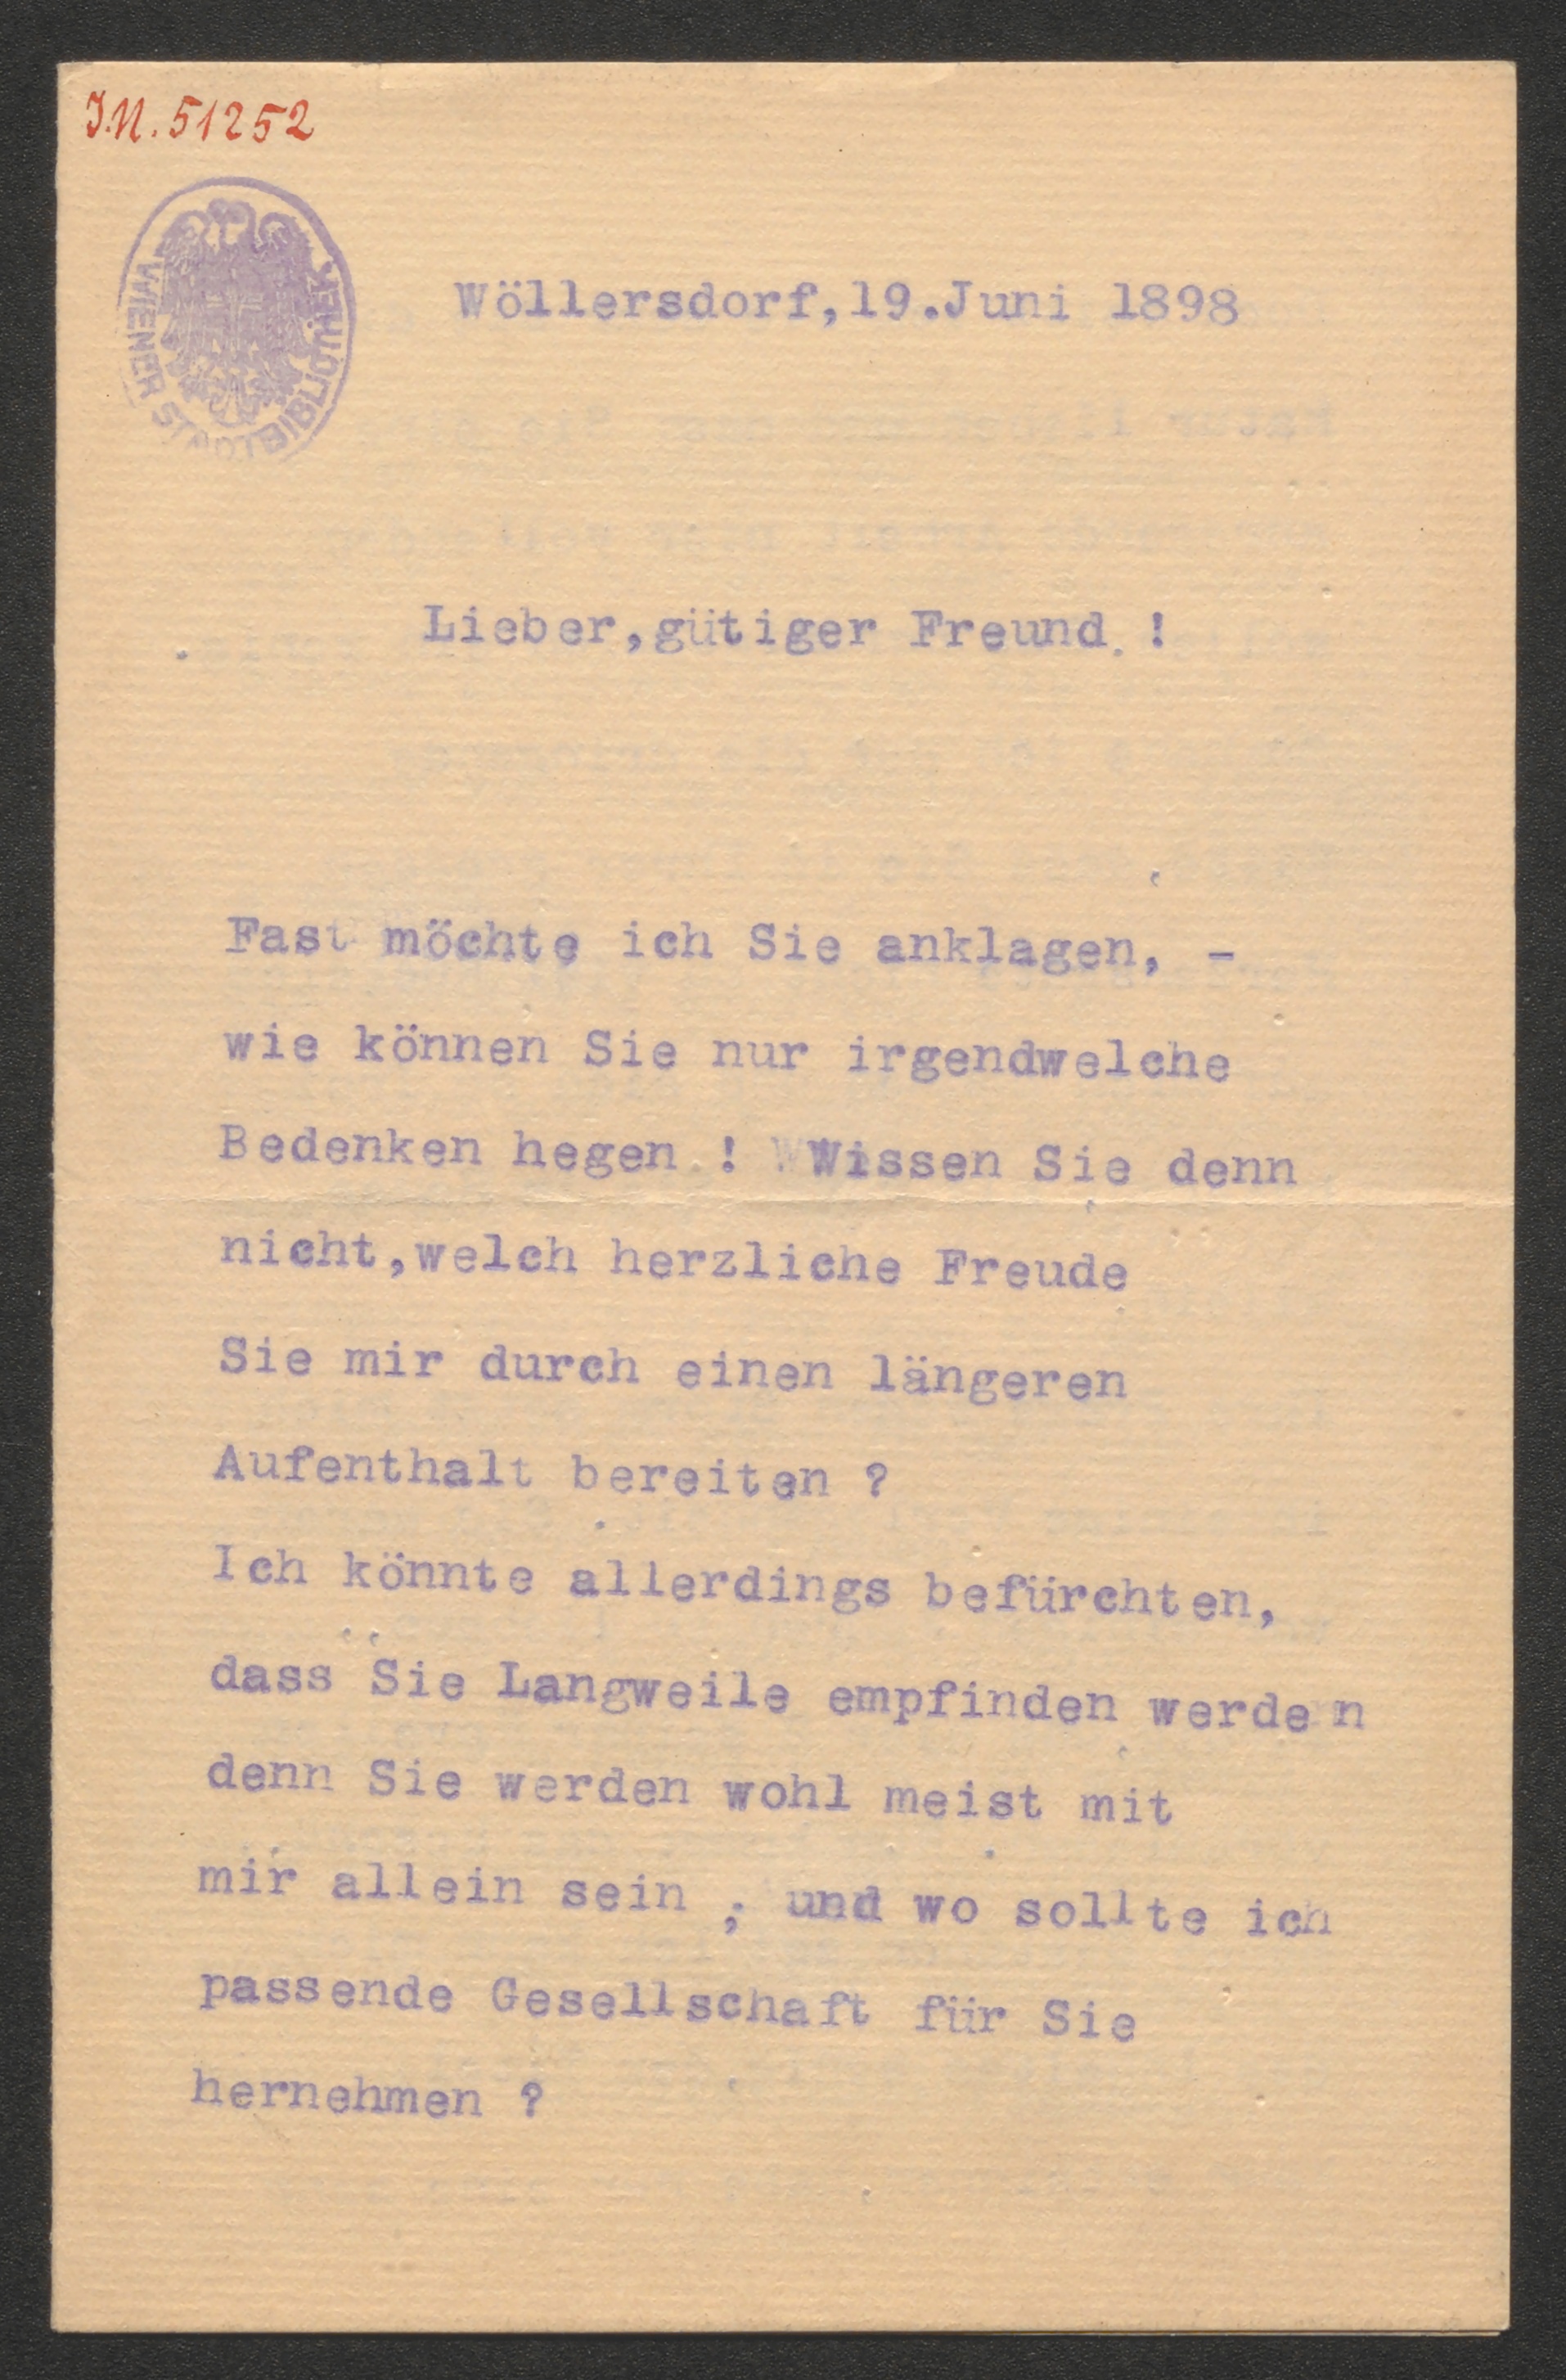 J.N. 51252
WIENER STADTBIBLIOTHEK
Wöllersdorf,19.Juni 1898
Lieber,gütiger Freund. !
Fast möchte ich Sie anklagen, -
wie können Sie nur irgendwelche
Bedenken hegen. ! Wissen Sie denn
nicht,welch herzliche Freude
Sie mir durch einen längeren
Aufenthalt bereiten ?
Ich könnte allerdings befürchten,
dass Sie Langweile empfinden werden
denn Sie werden wohl meist mit
mir allein sein ; und wo sollte ich
passende Gesellschaft für Sie
hernehmen ?